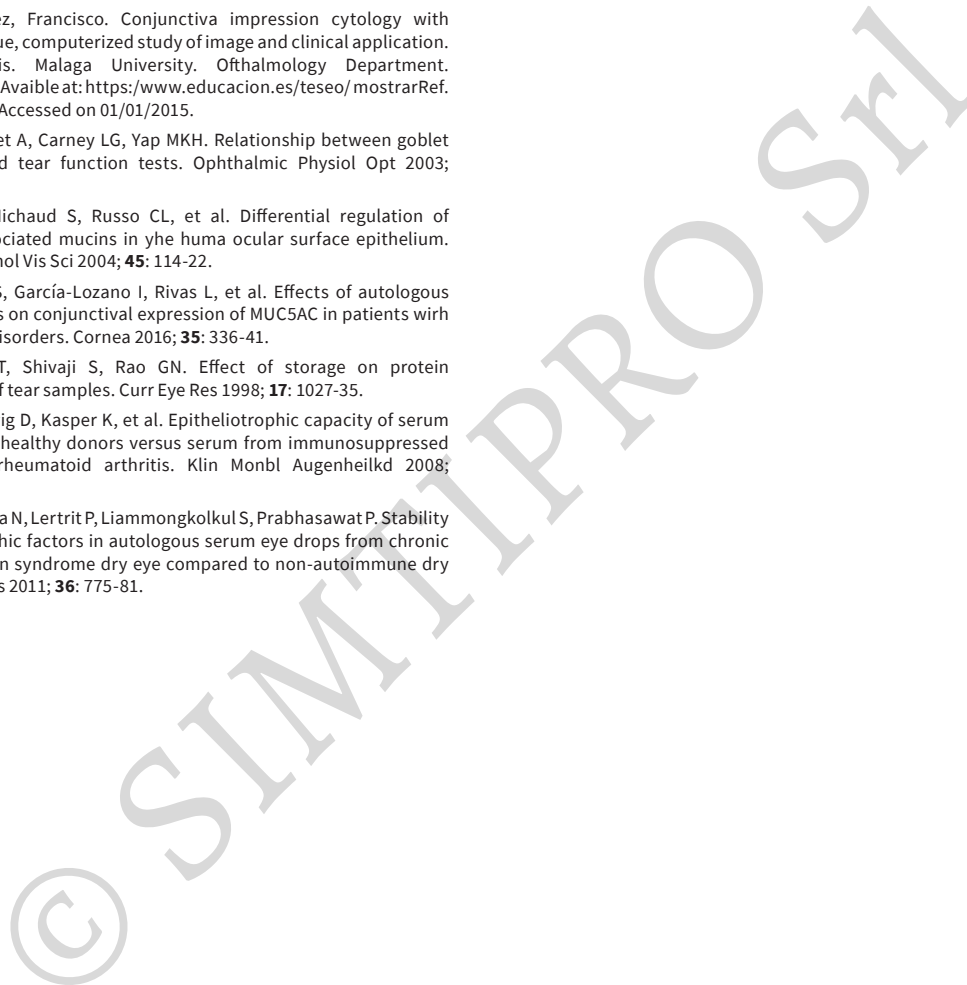 ez, Francisco. Conjunctiva impression cytology with
ue, computerized study of image and clinical application.
is. Malaga University. Ofthalmology Department.
Avaible at: https:/www.educacion.es/teseo/ mostrarRef.
Accessed on 01/01/2015.
et A, Carney LG, Yap MKH. Relationship between goblet
d tear function tests. Ophthalmic Physiol Opt 2003;
Michaud S, Russo CL, et al. Differential regulation of
ociated mucins in yhe huma ocular surface epithelium.
nol Vis Sci 2004; 45: 114-22.
S, García-Lozano I, Rivas L, et al. Effects of autologous
s on conjunctival expression of MUC5AC in patients wirh
isorders. Cornea 2016; 35: 336-41.
T, Shivaji S, Rao GN. Effect of storage on protein
f tear samples. Curr Eye Res 1998; 17: 1027-35.
ig D, Kasper K, et al. Epitheliotrophic capacity of serum
healthy donors versus serum from immunosuppressed
rheumatoid arthritis. Klin Monbl Augenheilkd 2008;
a N, Lertrit P, Liammongkolkul S, Prabhasawat P. Stability
hic factors in autologous serum eye drops from chronic
n syndrome dry eye compared to non-autoimmune dry
s 2011; 36: 775-81.
© SIMTIPRO Srl